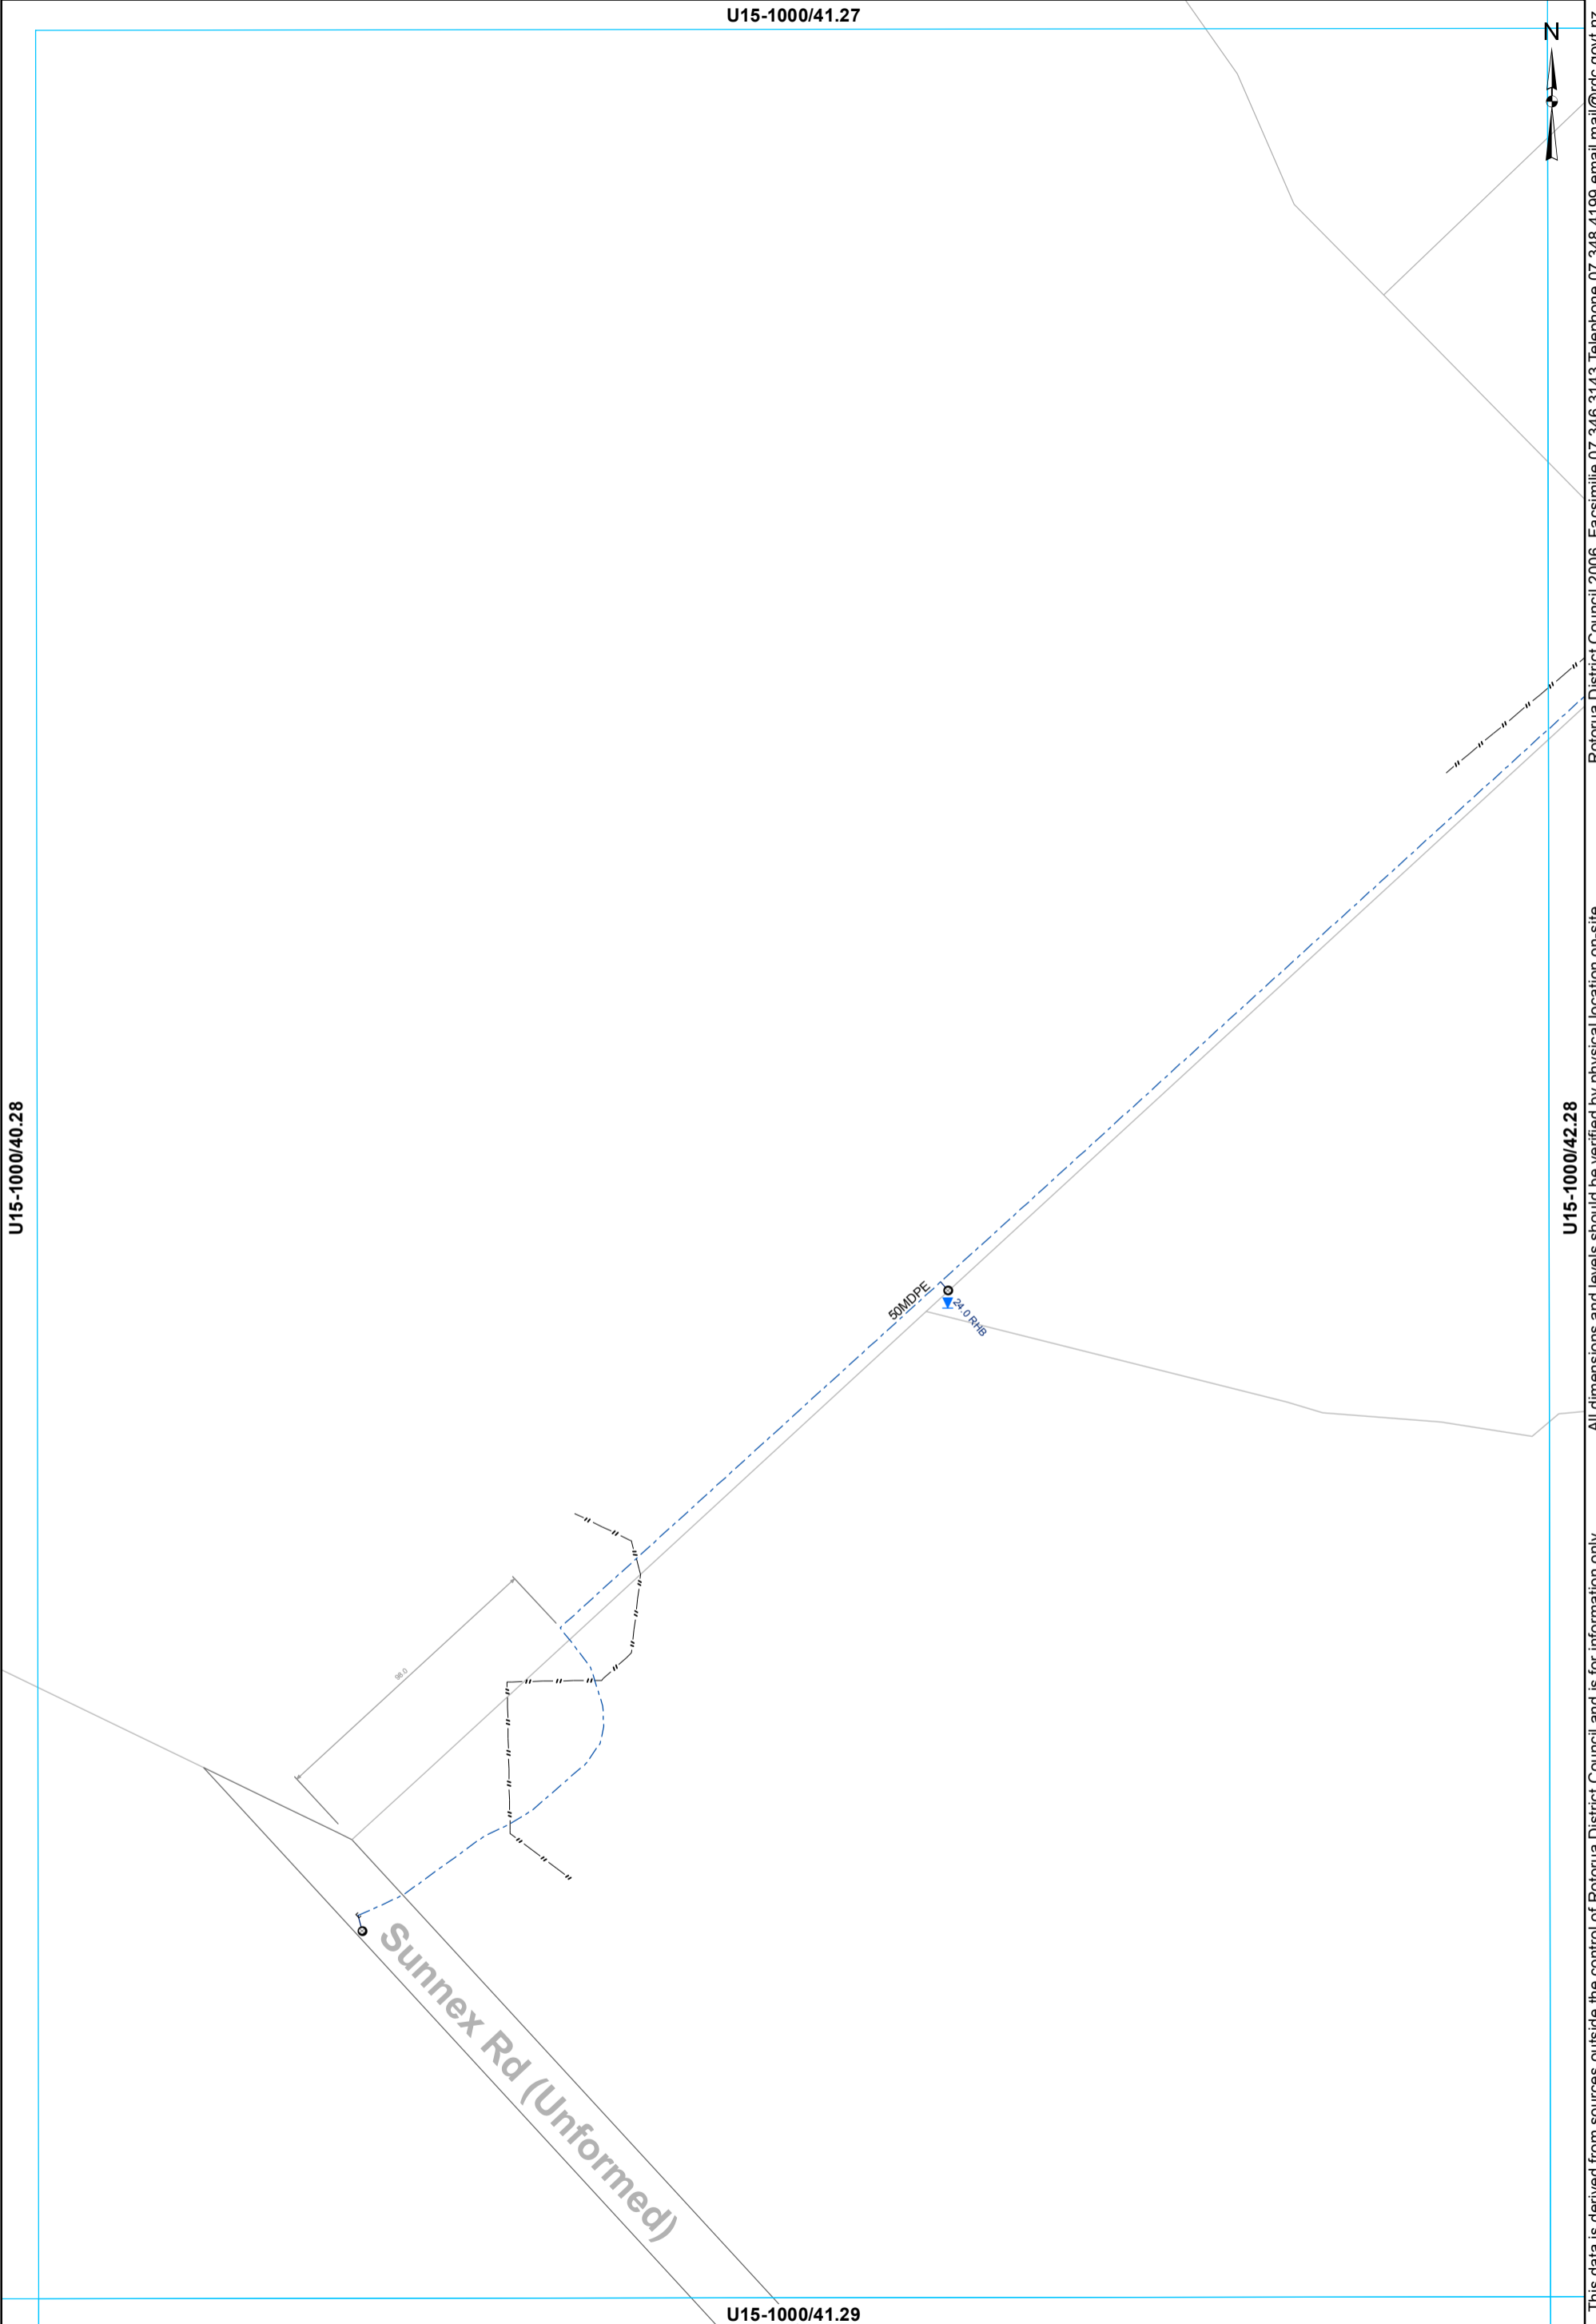 U15-1000/41.27
N
U15-1000/40.28
U15-1000/42.28
50MDPE
24.0 RHB
98.0
Sunnex Rd (Unformed)
U15-1000/41.29
This data is derived from sources outside the control of Rotorua District Council and is for information only
All dimensions and levels should be verified by physical location on-site
Rotorua District Council 2006 Facsimilie 07 346 3143 Telephone 07 348 4199 email mail@rdc.govt.nz